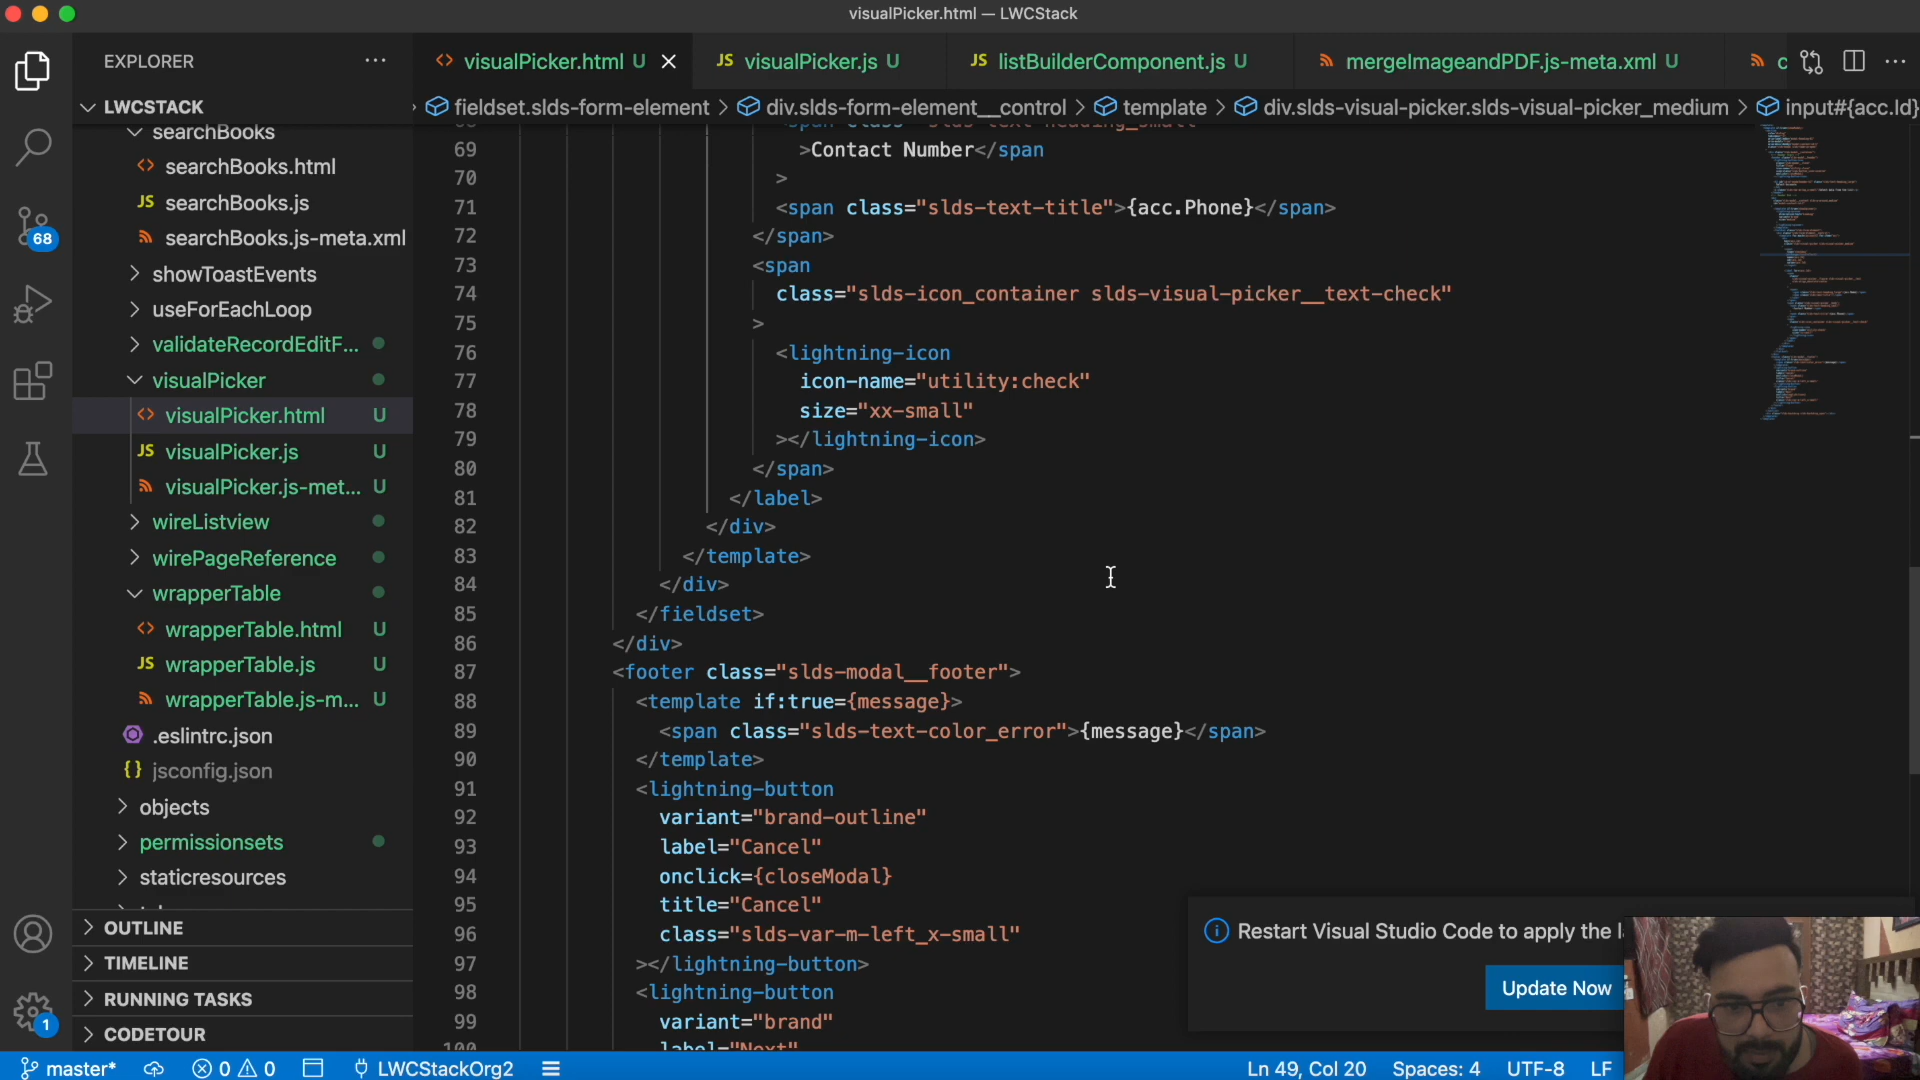 visualPicker.html — LWCStack
EXPLORER
visualPicker.html U
JS visualPicker.js U
JS listBuilderComponent.js U
mergeImageandPDF.js-meta.xml U
LWCSTACK
fieldset.slds-form-element > div.slds-form-element__control > template > div.slds-visual-picker.slds-visual-picker_medium > input#{acc.Id}
searchBooks
searchBooks.html
JS searchBooks.js
searchBooks.js-meta.xml
showToastEvents
useForEachLoop
validateRecordEditF...
visualPicker
visualPicker.html U
JS visualPicker.js U
visualPicker.js-met... U
wireListview
wirePageReference
wrapperTable
wrapperTable.html U
JS wrapperTable.js U
wrapperTable.js-m... U
.eslintrc.json
{} jsconfig.json
objects
permissionsets
staticresources
OUTLINE
TIMELINE
RUNNING TASKS
CODETOUR
68
1
69 >Contact Number</span
70 >
71 <span class="slds-text-title">{acc.Phone}</span>
72 </span>
73 <span
74 class="slds-icon_container slds-visual-picker__text-check"
75 >
76 <lightning-icon
77 icon-name="utility:check"
78 size="xx-small"
79 ></lightning-icon>
80 </span>
81 </label>
82 </div>
83 </template>
84 </div>
85 </fieldset>
86 </div>
87 <footer class="slds-modal__footer">
88 <template if:true={message}>
89 <span class="slds-text-color_error">{message}</span>
90 </template>
91 <lightning-button
92 variant="brand-outline"
93 label="Cancel"
94 onclick={closeModal}
95 title="Cancel"
96 class="slds-var-m-left_x-small"
97 ></lightning-button>
98 <lightning-button
99 variant="brand"
100 label="Next"
Restart Visual Studio Code to apply the
Update Now
master* 0 0 LWCStackOrg2 Ln 49, Col 20 Spaces: 4 UTF-8 LF